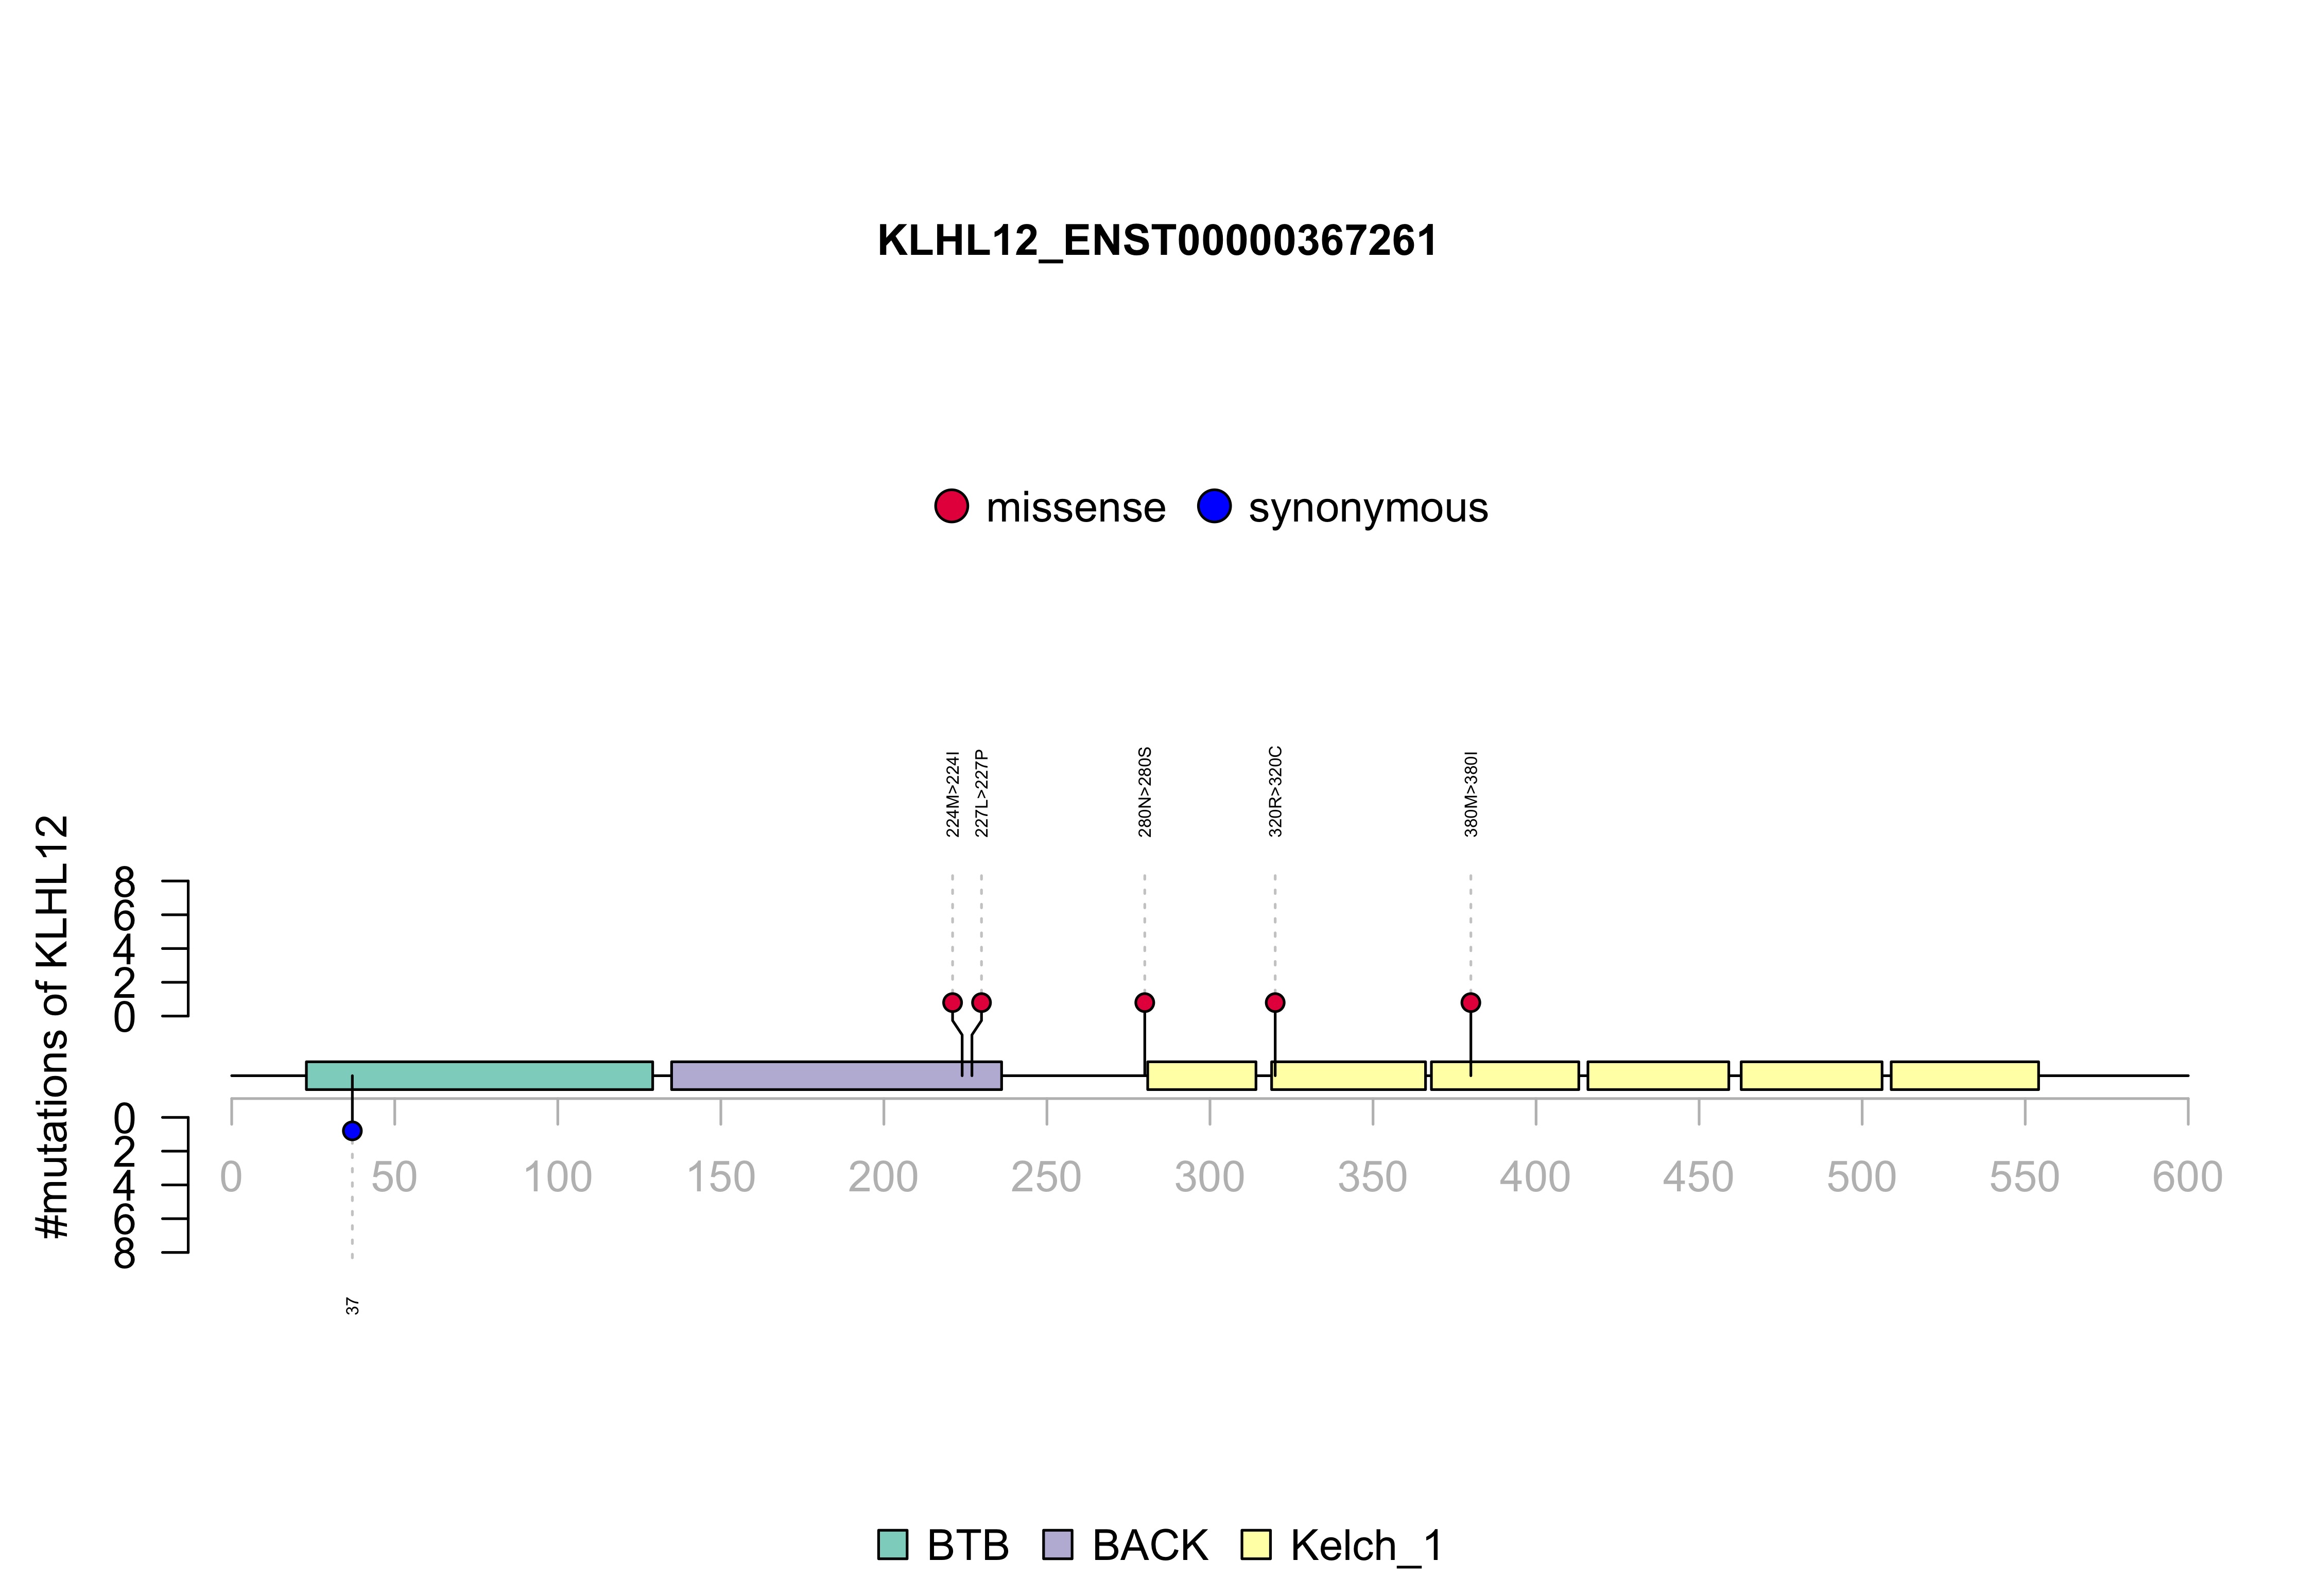 KLHL12_ENST00000367261
missense synonymous
224M>224I 227L>227P 280N>280S 320R>320C 380M>380I
#mutations of KLHL12
8
6
4
2
0
0
2
4
6
8
0 50 100 150 200 250 300 350 400 450 500 550 600
37
BTB BACK Kelch_1